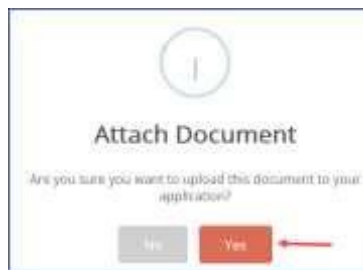 Attach Document
Are you sure you want to upload this document to your
application?
No
Yes